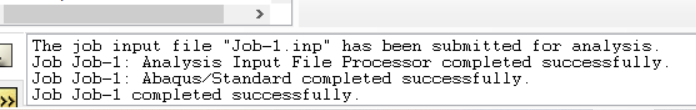 The job input file "Job-1.inp" has been submitted for analysis.
Job Job-1: Analysis Input File Processor completed successfully.
Job Job-1: Abaqus/Standard completed successfully.
Job Job-1 completed successfully.